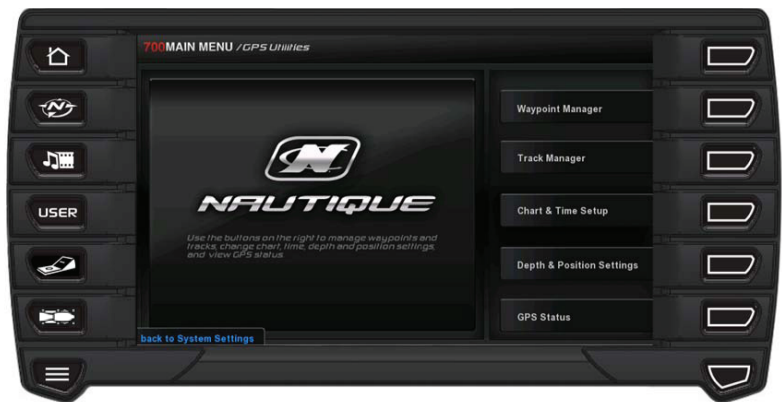 700MAIN MENU /GPS Utilities
Waypoint Manager
Track Manager
USER
Chart & Time Setup
NAUTIQUE
Use the buttons on the right to manage waypoints and
tracks, change chart, time, depth and position settings,
and view GPS status.
Depth & Position Settings
GPS Status
back to System Settings